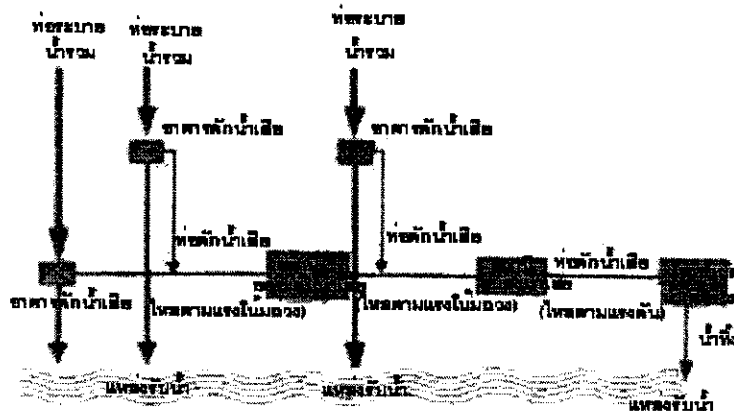 ท่อระบาย
น้ำรวม
ท่อระบาย
น้ำรวม
ท่อระบาย
น้ำรวม
อาคารดักน้ำเสีย
อาคารดักน้ำเสีย
ท่อดักน้ำเสีย
ท่อดักน้ำเสีย
ท่อดักน้ำเสีย
อาคารดักน้ำเสีย
(ไหลตามแรงโน้มถ่วง)
(ไหลตามแรงโน้มถ่วง)
(ไหลตามแรงดัน)
น้ำทิ้ง
แหล่งรับน้ำ
แหล่งรับน้ำ
แหล่งรับน้ำ